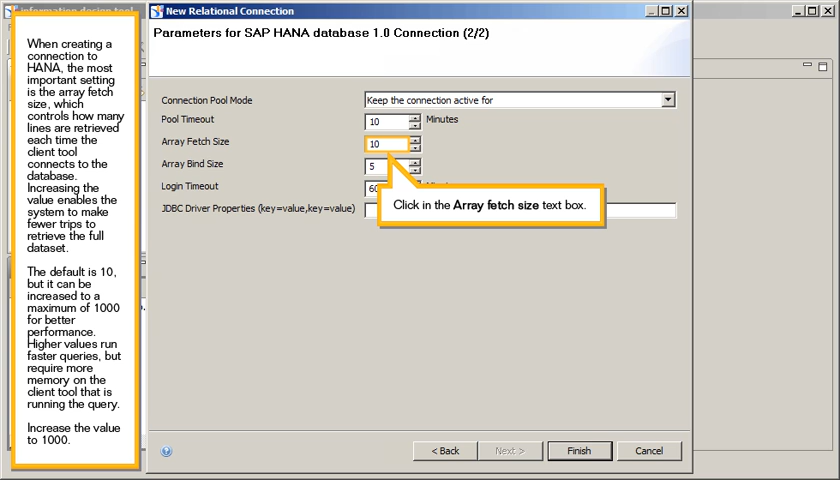 information design tool
New Relational Connection
Parameters for SAP HANA database 1.0 Connection (2/2)
When creating a
connection to
HANA, the most
important setting
is the array fetch
size, which
controls how many
lines are retrieved
each time the
client tool
connects to the
database.
Increasing the
value enables the
system to make
fewer trips to
retrieve the full
dataset.
The default is 10,
but it can be
increased to a
maximum of 1000
for better
performance.
Higher values run
faster queries, but
require more
memory on the
client tool that is
running the query.
Increase the value
to 1000.
Connection Pool Mode
Keep the connection active for
Pool Timeout
10
Minutes
Array Fetch Size
10
Array Bind Size
5
Login Timeout
JDBC Driver Properties (key=value,key=value)
Click in the Array fetch size text box.
< Back
Next >
Finish
Cancel